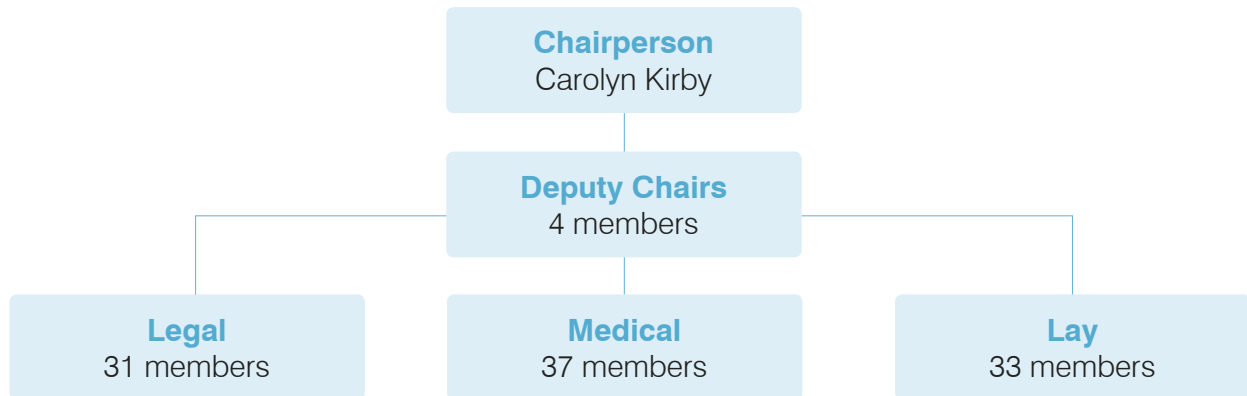 Chairperson
Carolyn Kirby
Deputy Chairs
4 members
Legal
31 members
Medical
37 members
Lay
33 members